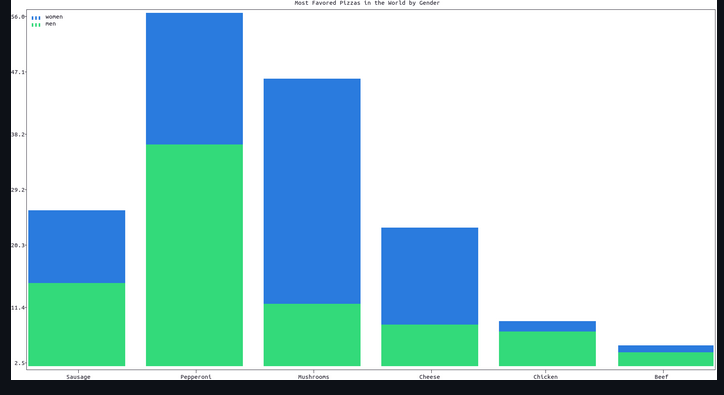 Most Favored Pizzas in the World by Gender
women
men
56.0
47.1
38.2
29.2
20.3
11.4
2.5
Sausage Pepperoni Mushrooms Cheese Chicken Beef